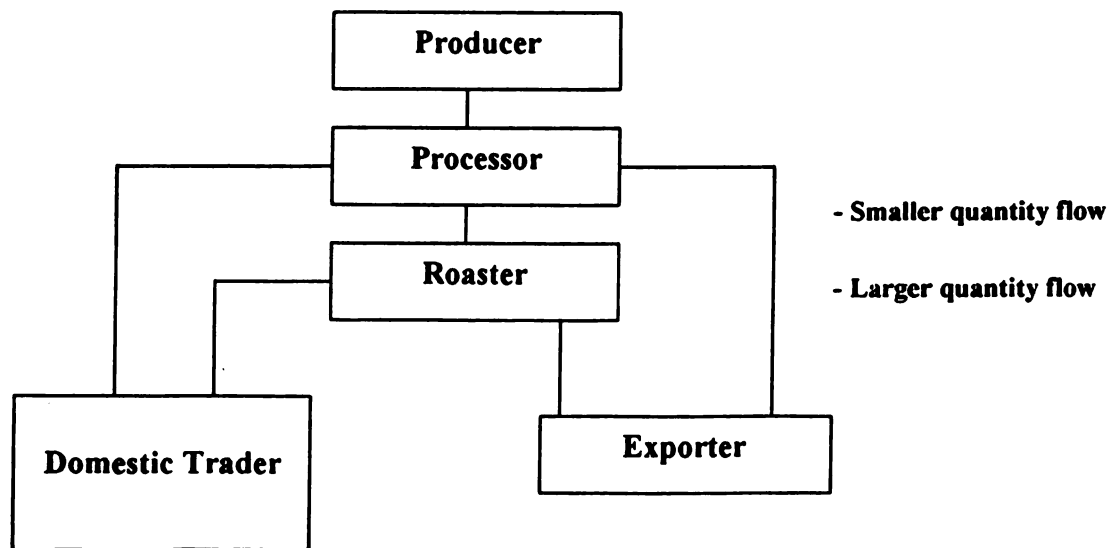 Producer
Processor
- Smaller quantity flow
Roaster
- Larger quantity flow
Domestic Trader
Exporter